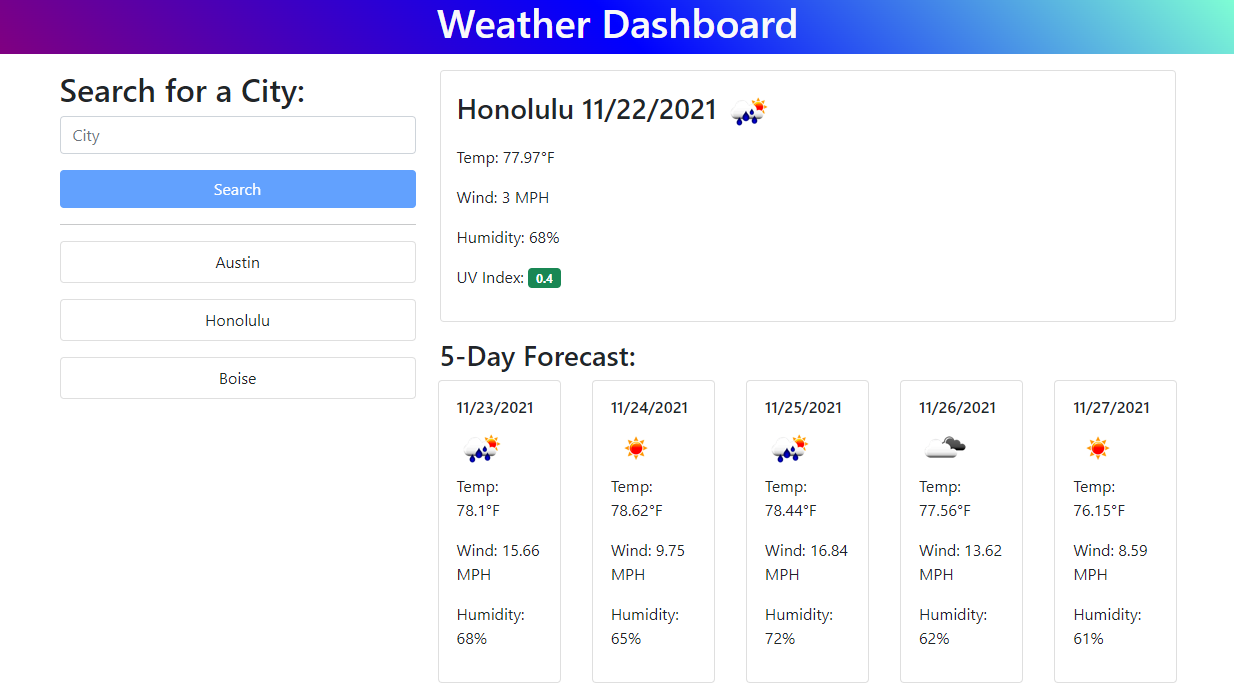 Weather Dashboard
Search for a City:
City
Search
Austin
Honolulu
Boise
Honolulu 11/22/2021
Temp: 77.97°F
Wind: 3 MPH
Humidity: 68%
UV Index: 0.4
5-Day Forecast:
11/23/2021
Temp:
78.1°F
Wind: 15.66
MPH
Humidity:
68%
11/24/2021
Temp:
78.62°F
Wind: 9.75
MPH
Humidity:
65%
11/25/2021
Temp:
78.44°F
Wind: 16.84
MPH
Humidity:
72%
11/26/2021
Temp:
77.56°F
Wind: 13.62
MPH
Humidity:
62%
11/27/2021
Temp:
76.15°F
Wind: 8.59
MPH
Humidity:
61%